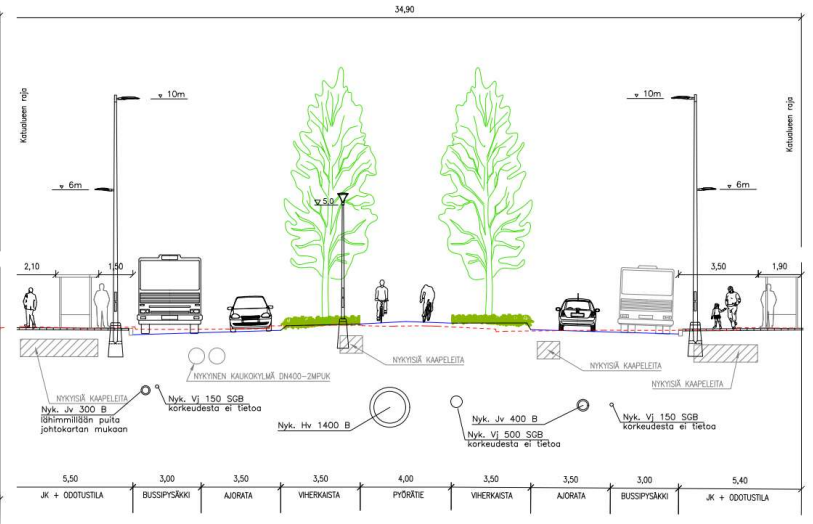 34,90
Katualueen raja
Katualueen raja
10m
10m
6m
6m
5,0
2,10
1,50
3,50
1,90
NYKYISIÄ KAAPELEITA
NYKYINEN KAUKOKYLMÄ DN400-2MPUK
NYKYISIÄ KAAPELEITA
NYKYISIÄ KAAPELEITA
NYKYISIÄ KAAPELEITA
Nyk. Jv 300 B
lähimmillään puita
johtokartan mukaan
Nyk. Vj 150 SGB
korkeudesta ei tietoa
Nyk. Hv 1400 B
Nyk. Jv 400 B
Nyk. Vj 500 SGB
korkeudesta ei tietoa
Nyk. Vj 150 SGB
korkeudesta ei tietoa
5,50 3,00 3,50 3,50 4,00 3,50 3,50 3,00 5,40
JK + ODOTUSTILA BUSSIPYSÄKKI AJORATA VIHERKAISTA PYÖRÄTIE VIHERKAISTA AJORATA BUSSIPYSÄKKI JK + ODOTUSTILA